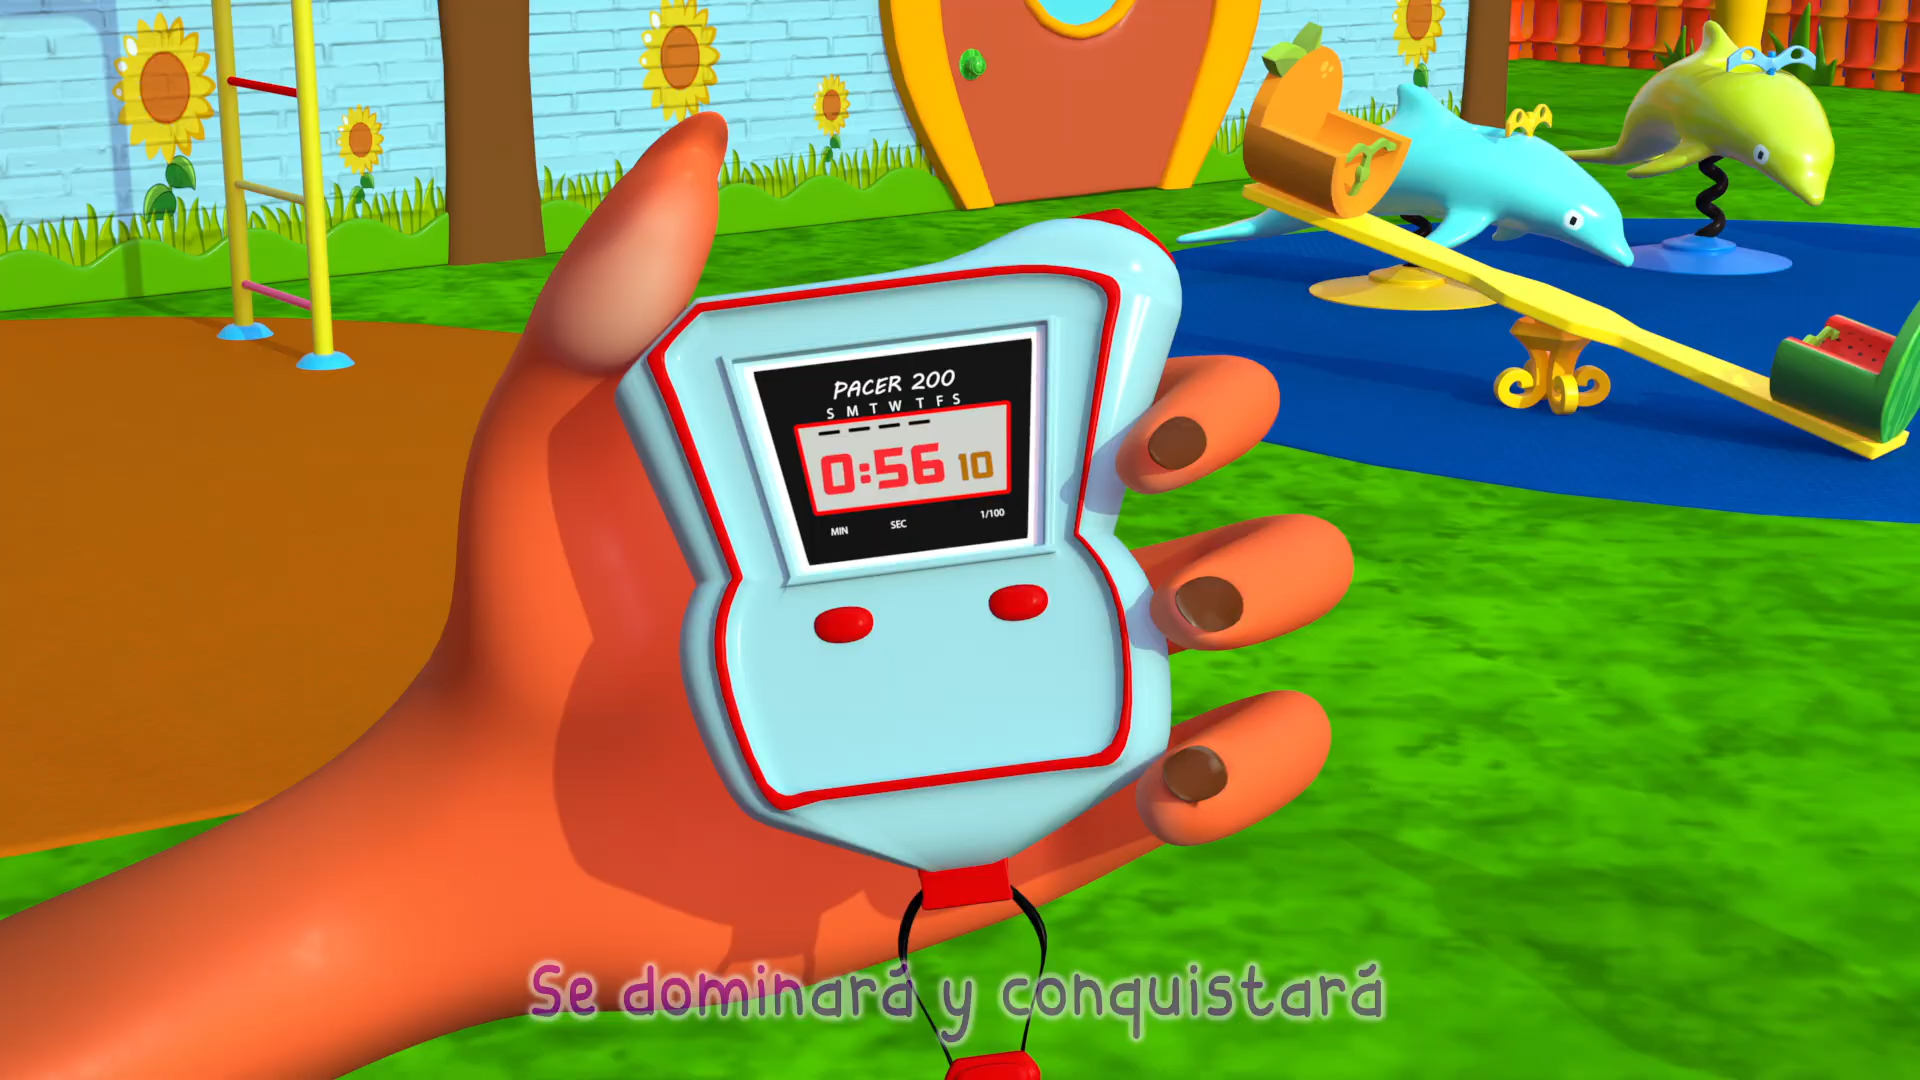 PACER 200
S M T W T F S
0:56 10
MIN SEC 1/100
Se dominará y conquistará